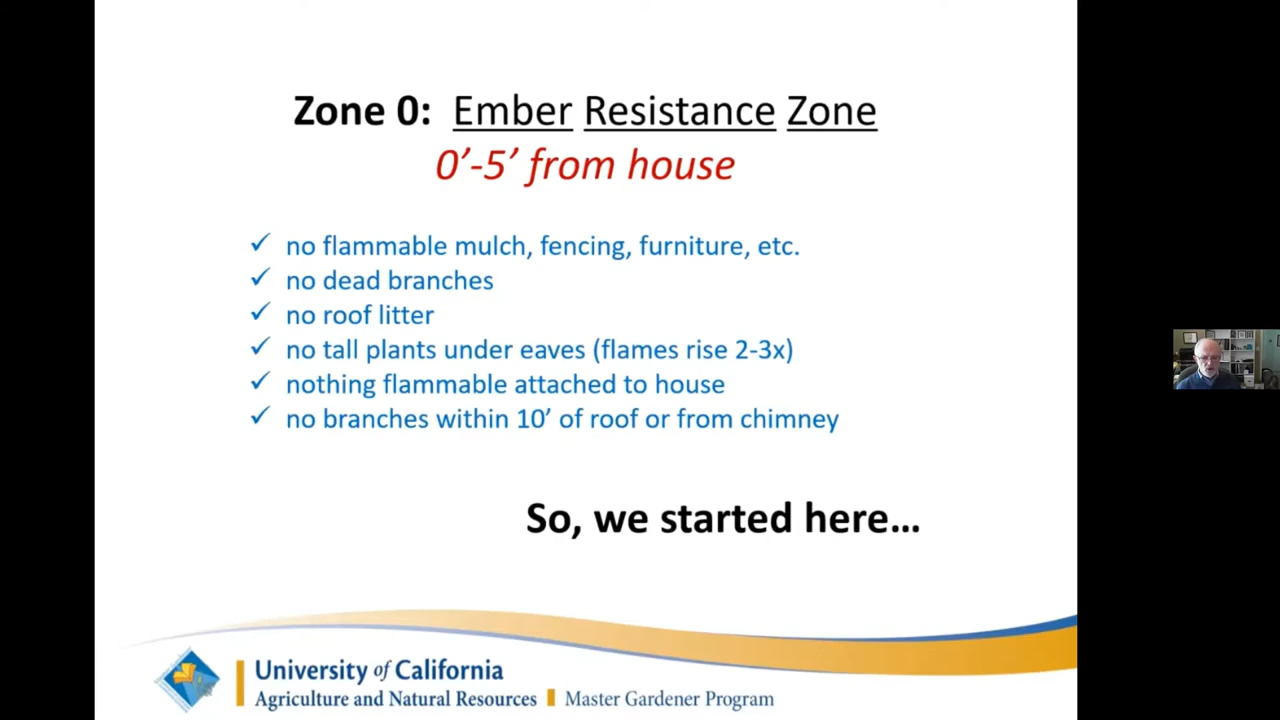 Zone 0: Ember Resistance Zone
0’-5’ from house
✓ no flammable mulch, fencing, furniture, etc.
✓ no dead branches
✓ no roof litter
✓ no tall plants under eaves (flames rise 2-3x)
✓ nothing flammable attached to house
✓ no branches within 10’ of roof or from chimney
So, we started here…
University of California
Agriculture and Natural Resources | Master Gardener Program